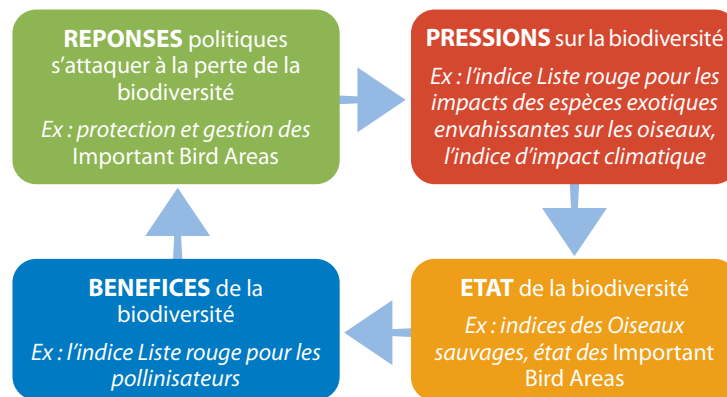 REPONSES politiques
s'attaquer à la perte de la
biodiversité
Ex : protection et gestion des
Important Bird Areas
PRESSIONS sur la biodiversité
Ex : l'indice Liste rouge pour les
impacts des espèces exotiques
envahissantes sur les oiseaux,
l'indice d'impact climatique
BENEFICES de la
biodiversité
Ex : l'indice Liste rouge pour les
pollinisateurs
ETAT de la biodiversité
Ex : indices des Oiseaux
sauvages, état des Important
Bird Areas